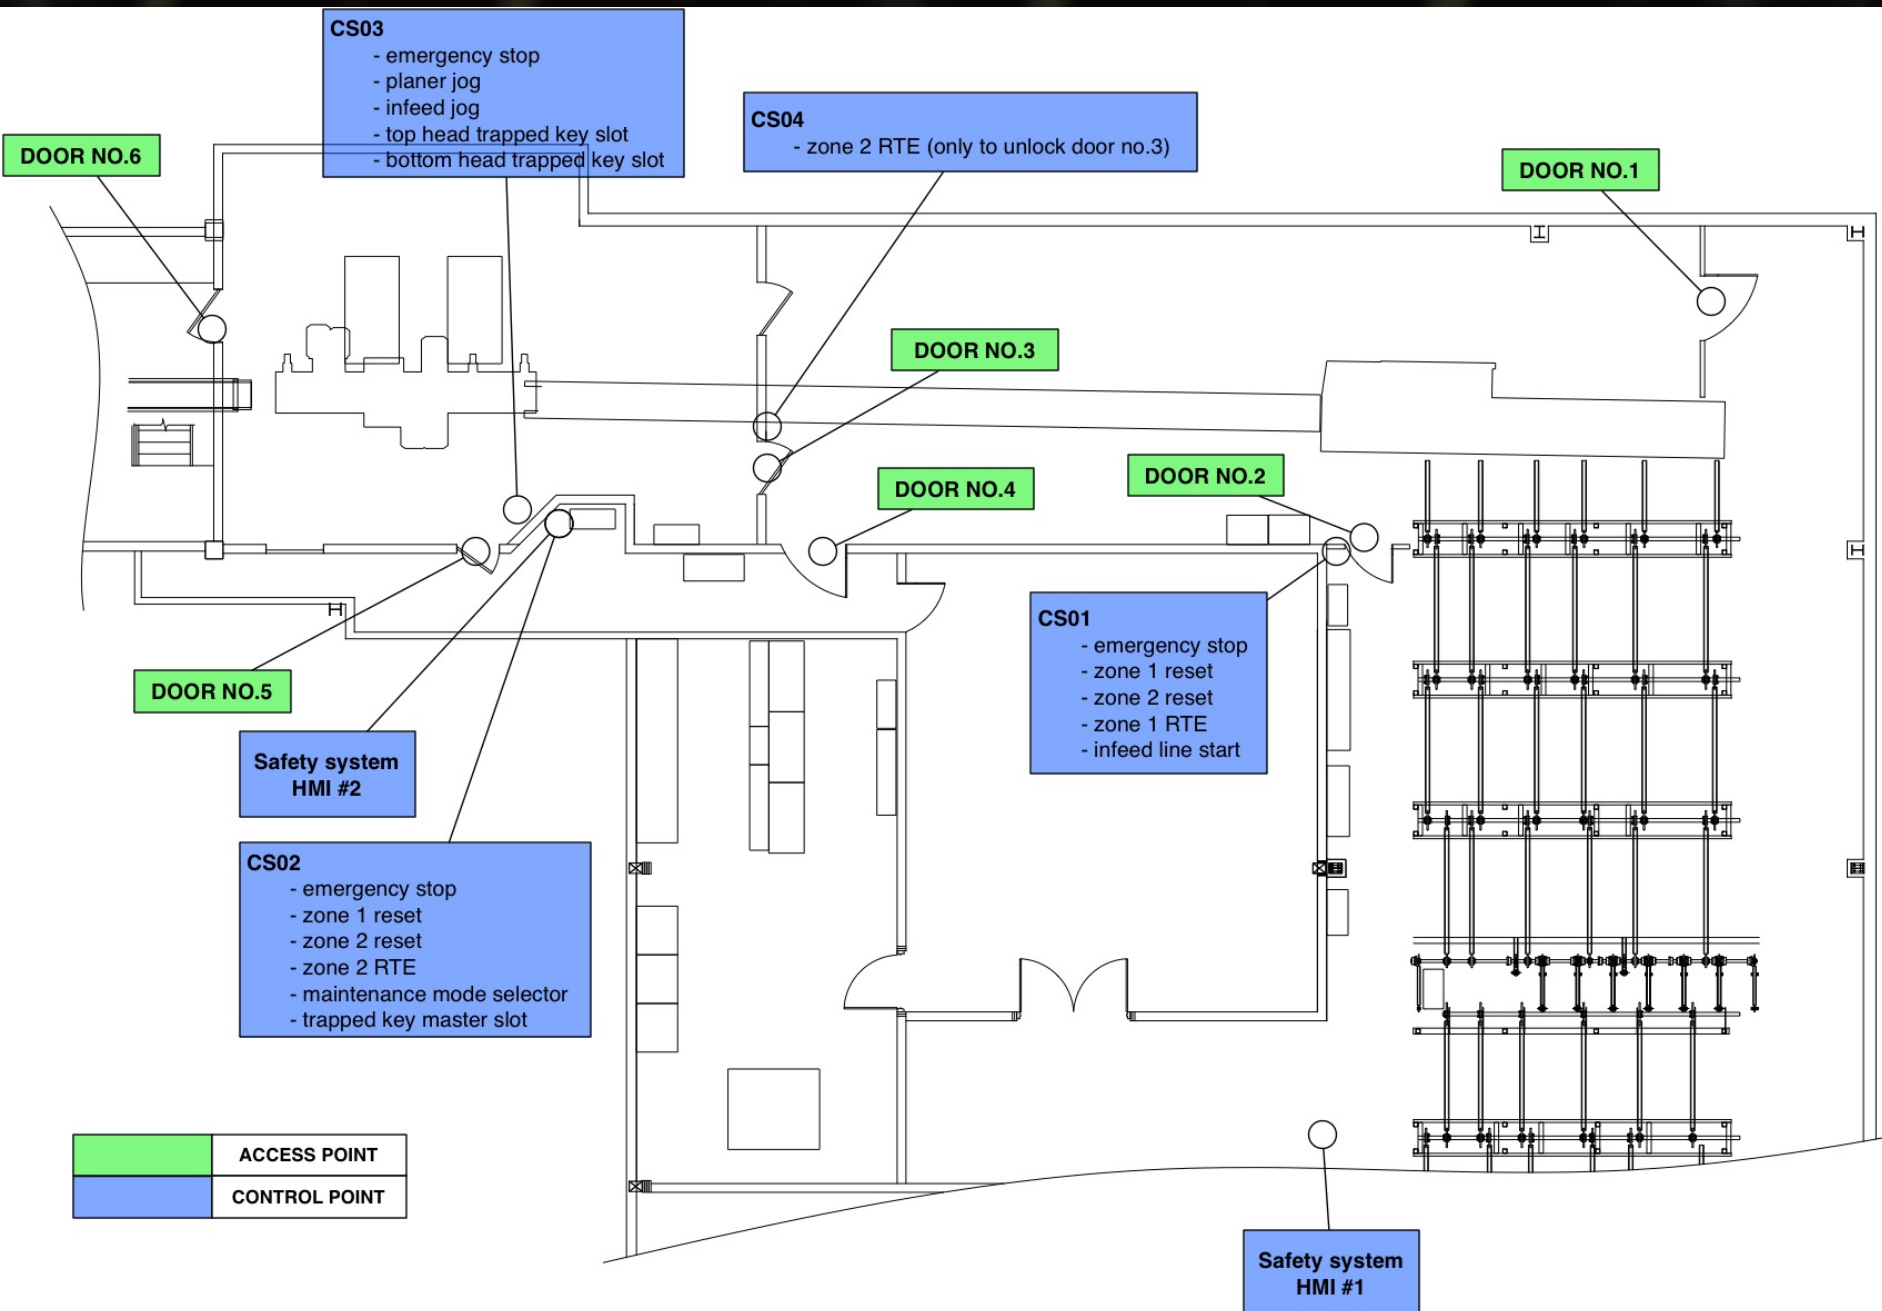 CS03
- emergency stop
- planer jog
- infeed jog
- top head trapped key slot
- bottom head trapped key slot
CS04
- zone 2 RTE (only to unlock door no.3)
DOOR NO.6
DOOR NO.1
DOOR NO.3
DOOR NO.4
DOOR NO.2
CS01
- emergency stop
- zone 1 reset
- zone 2 reset
- zone 1 RTE
- infeed line start
DOOR NO.5
Safety system
HMI #2
CS02
- emergency stop
- zone 1 reset
- zone 2 reset
- zone 2 RTE
- maintenance mode selector
- trapped key master slot
ACCESS POINT
CONTROL POINT
Safety system
HMI #1